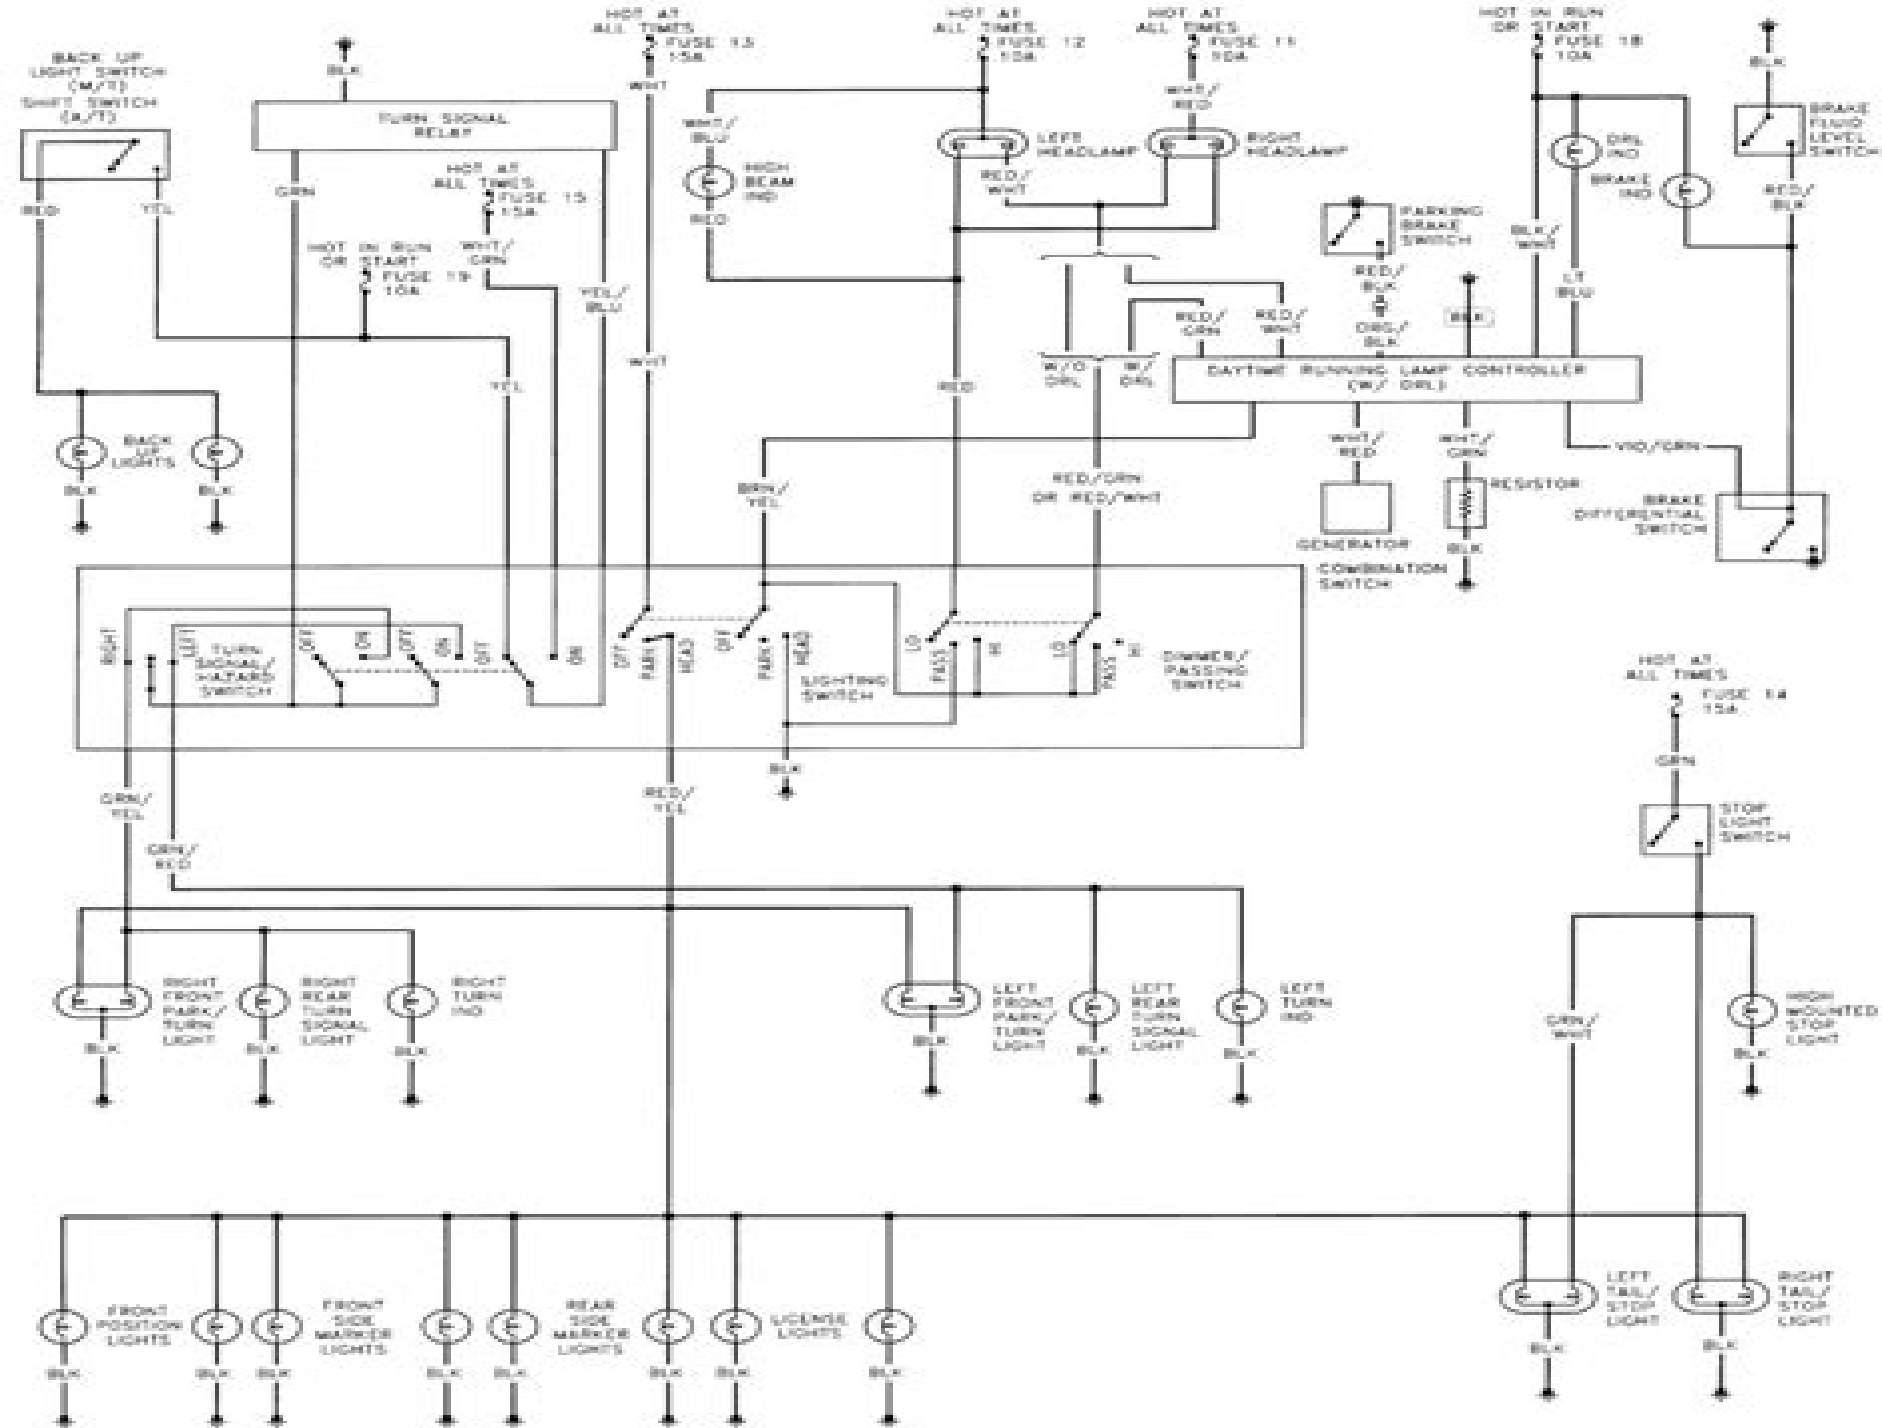 BACK UP
LIGHT SWITCH
(M/T)
SHIFT SWITCH
(A/T)
RED
YEL
BACK
UP
LIGHTS
BLK
BLK
BLK
TURN SIGNAL
RELAY
GRN
HOT AT
ALL TIMES
FUSE 15
15A
WHT/
GRN
HOT IN RUN
OR START
FUSE 19
10A
YEL/
BLU
YEL
HOT AT
ALL TIMES
FUSE 13
15A
WHT
WHT
WHT/
BLU
HIGH
BEAM
IND
RED
HOT AT
ALL TIMES
FUSE 12
10A
LEFT
HEADLAMP
RED/
WHT
HOT AT
ALL TIMES
FUSE 11
10A
WHT/
RED
RIGHT
HEADLAMP
RED
W/O
DRL
W/
DRL
RED/
GRN
RED/
WHT
PARKING
BRAKE
SWITCH
RED/
BLK
ORG/
BLK
BLK
HOT IN RUN
OR START
FUSE 18
10A
DRL
IND
BRAKE
IND
BLK/
WHT
LT
BLU
BLK
BRAKE
FLUID
LEVEL
SWITCH
RED/
BLK
DAYTIME RUNNING LAMP CONTROLLER
(W/ DRL)
WHT/
RED
WHT/
GRN
VIO/GRN
RESISTOR
GENERATOR
BLK
BRAKE
DIFFERENTIAL
SWITCH
BRN/
YEL
RED/GRN
OR RED/WHT
COMBINATION
SWITCH
RIGHT
LEFT
TURN
SIGNAL/
HAZARD
SWITCH
OFF
ON
OFF
ON
OFF
ON
OFF
PARK
HEAD
OFF
PARK
HEAD
LIGHTING
SWITCH
LO
PASS
HI
LO
PASS
HI
DIMMER/
PASSING
SWITCH
BLK
GRN/
YEL
GRN/
RED
RED/
YEL
HOT AT
ALL TIMES
FUSE 14
15A
GRN
STOP
LIGHT
SWITCH
RIGHT
FRONT
PARK/
TURN
LIGHT
BLK
RIGHT
REAR
TURN
SIGNAL
LIGHT
BLK
RIGHT
TURN
IND
BLK
LEFT
FRONT
PARK/
TURN
LIGHT
BLK
LEFT
REAR
TURN
SIGNAL
LIGHT
BLK
LEFT
TURN
IND
BLK
GRN/
WHT
HIGH
MOUNTED
STOP
LIGHT
BLK
FRONT
POSITION
LIGHTS
FRONT
SIDE
MARKER
LIGHTS
REAR
SIDE
MARKER
LIGHTS
LICENSE
LIGHTS
LEFT
TAIL/
STOP
LIGHT
RIGHT
TAIL/
STOP
LIGHT
BLK
BLK
BLK
BLK
BLK
BLK
BLK
BLK
BLK
BLK